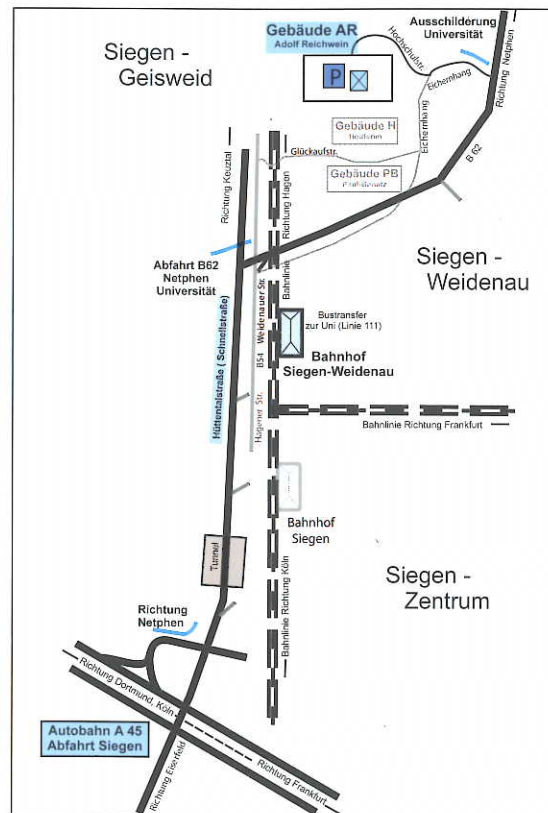 Siegen -
Geisweid
Gebäude AR
Adolf Reichwein
Ausschilderung
Universität
Hochschulstr.
Eichernhang
Richtung Netphen
P
Gebäude H
Glückaufstr.
Eichernhang
Gebäude PB
B 62
Richtung Keuztal
Richtung Hagen
Bahnlinie
Abfahrt B62
Netphen
Universität
Siegen -
Weidenau
Hüttentalstraße ( Schnellstraße)
B54 Weidenauer Str.
Hagener Str.
Bustransfer
zur Uni (Linie 111)
Bahnhof
Siegen-Weidenau
Bahnlinie Richtung Frankfurt
Bahnhof
Siegen
Tunnel
Bahnlinie Richtung Köln
Siegen -
Zentrum
Richtung
Netphen
Richtung Dortmund, Köln
Autobahn A 45
Abfahrt Siegen
Richtung Eiserfeld
Richtung Frankfurt